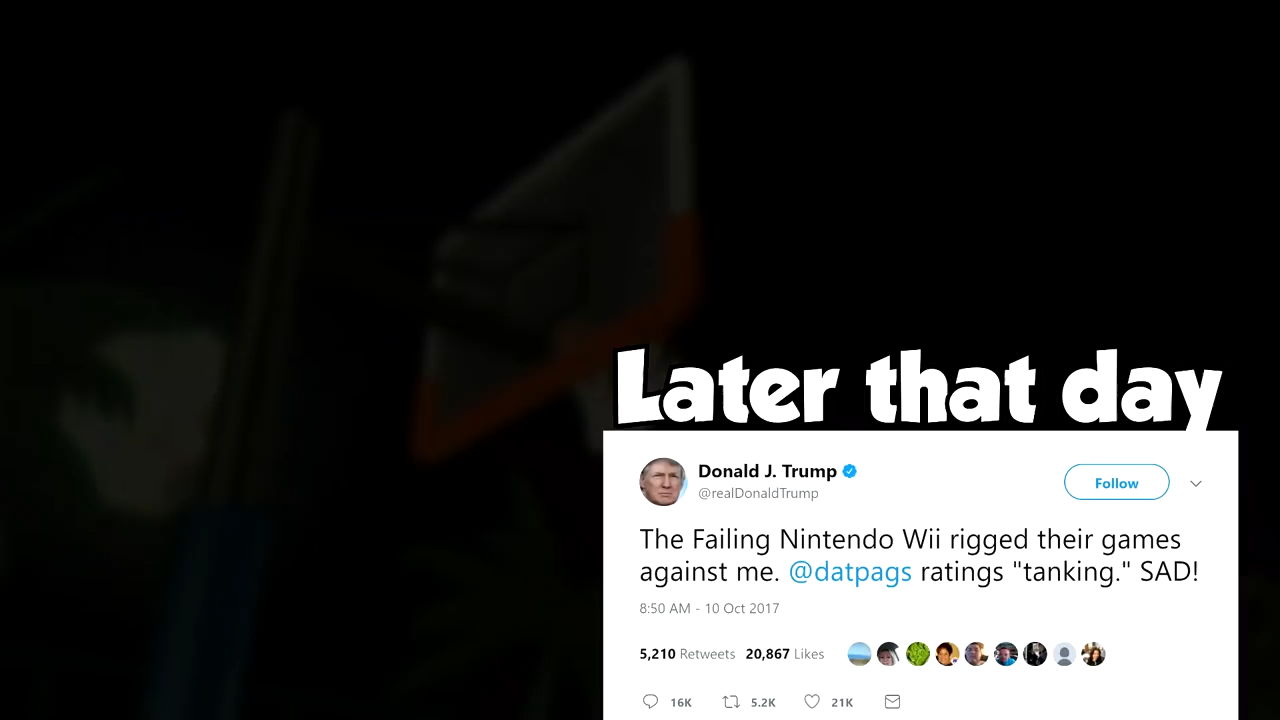 Later that day
Donald J. Trump
@realDonaldTrump
Follow
The Failing Nintendo Wii rigged their games
against me. @datpags ratings "tanking." SAD!
8:50 AM - 10 Oct 2017
5,210 Retweets 20,867 Likes
16K 5.2K 21K